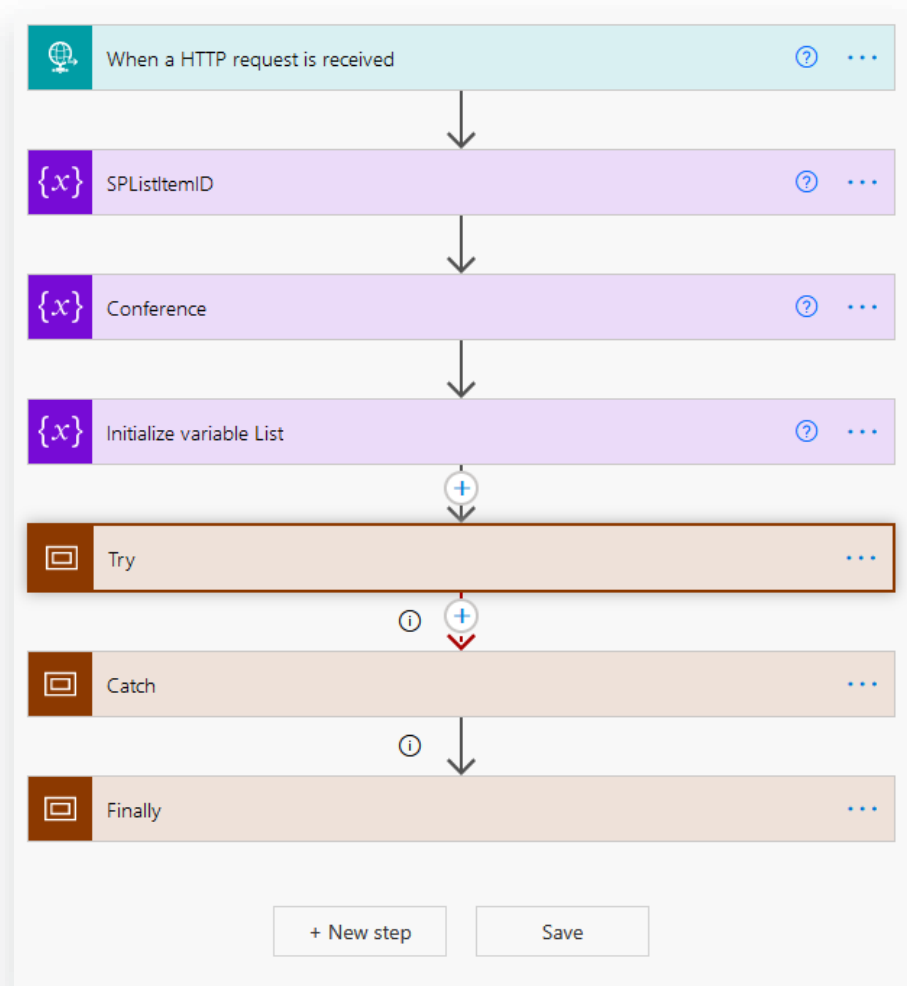 When a HTTP request is received
{x} SPListItemID
{x} Conference
{x} Initialize variable List
Try
Catch
Finally
+ New step
Save